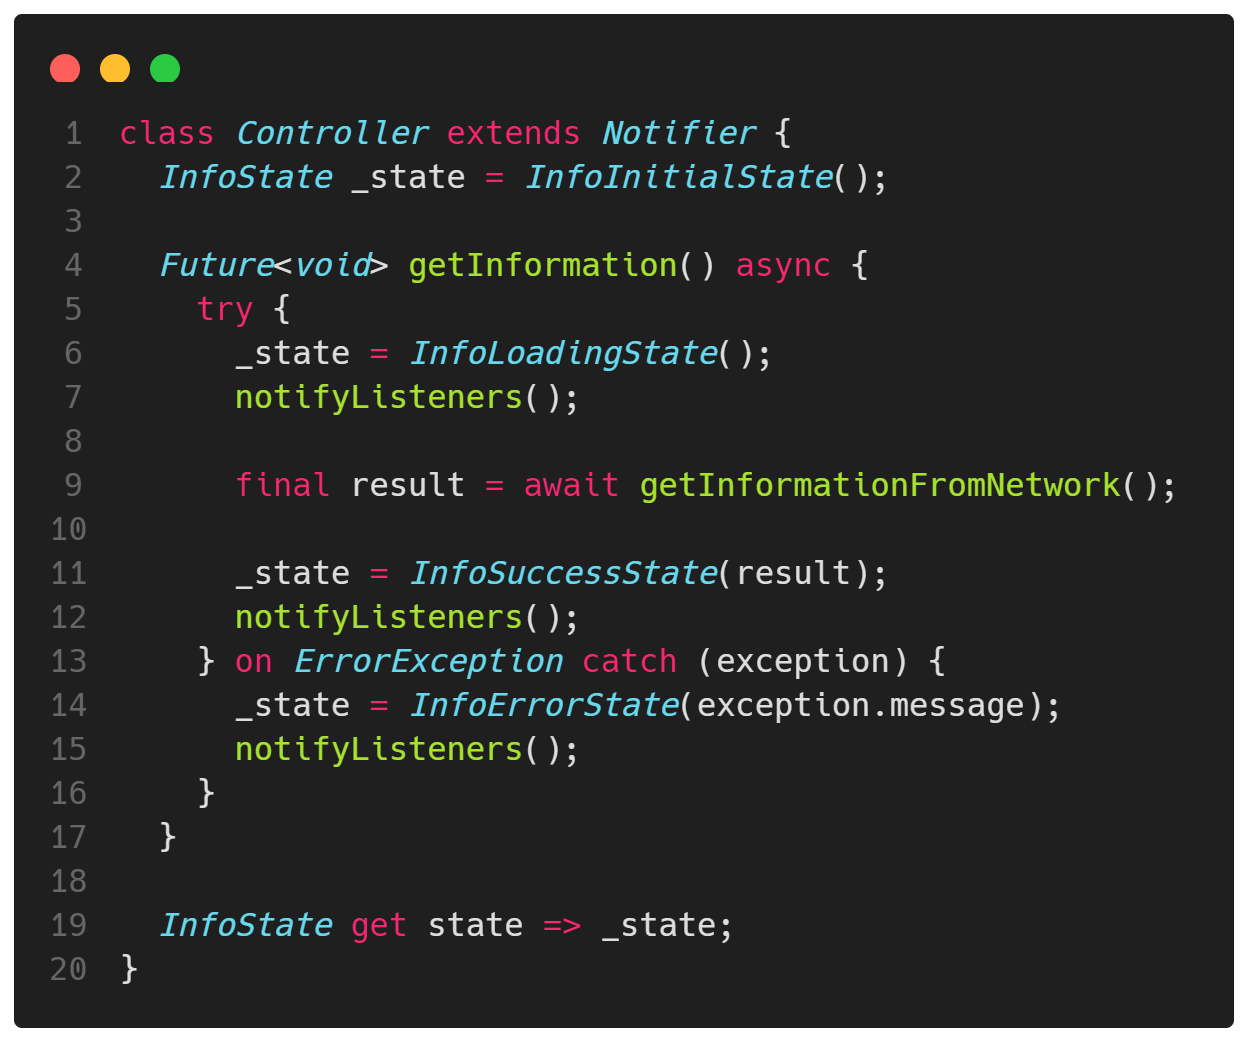 1 class Controller extends Notifier {
2   InfoState _state = InfoInitialState();
3
4   Future<void> getInformation() async {
5     try {
6       _state = InfoLoadingState();
7       notifyListeners();
8
9       final result = await getInformationFromNetwork();
10
11       _state = InfoSuccessState(result);
12       notifyListeners();
13     } on ErrorException catch (exception) {
14       _state = InfoErrorState(exception.message);
15       notifyListeners();
16     }
17   }
18
19   InfoState get state => _state;
20 }